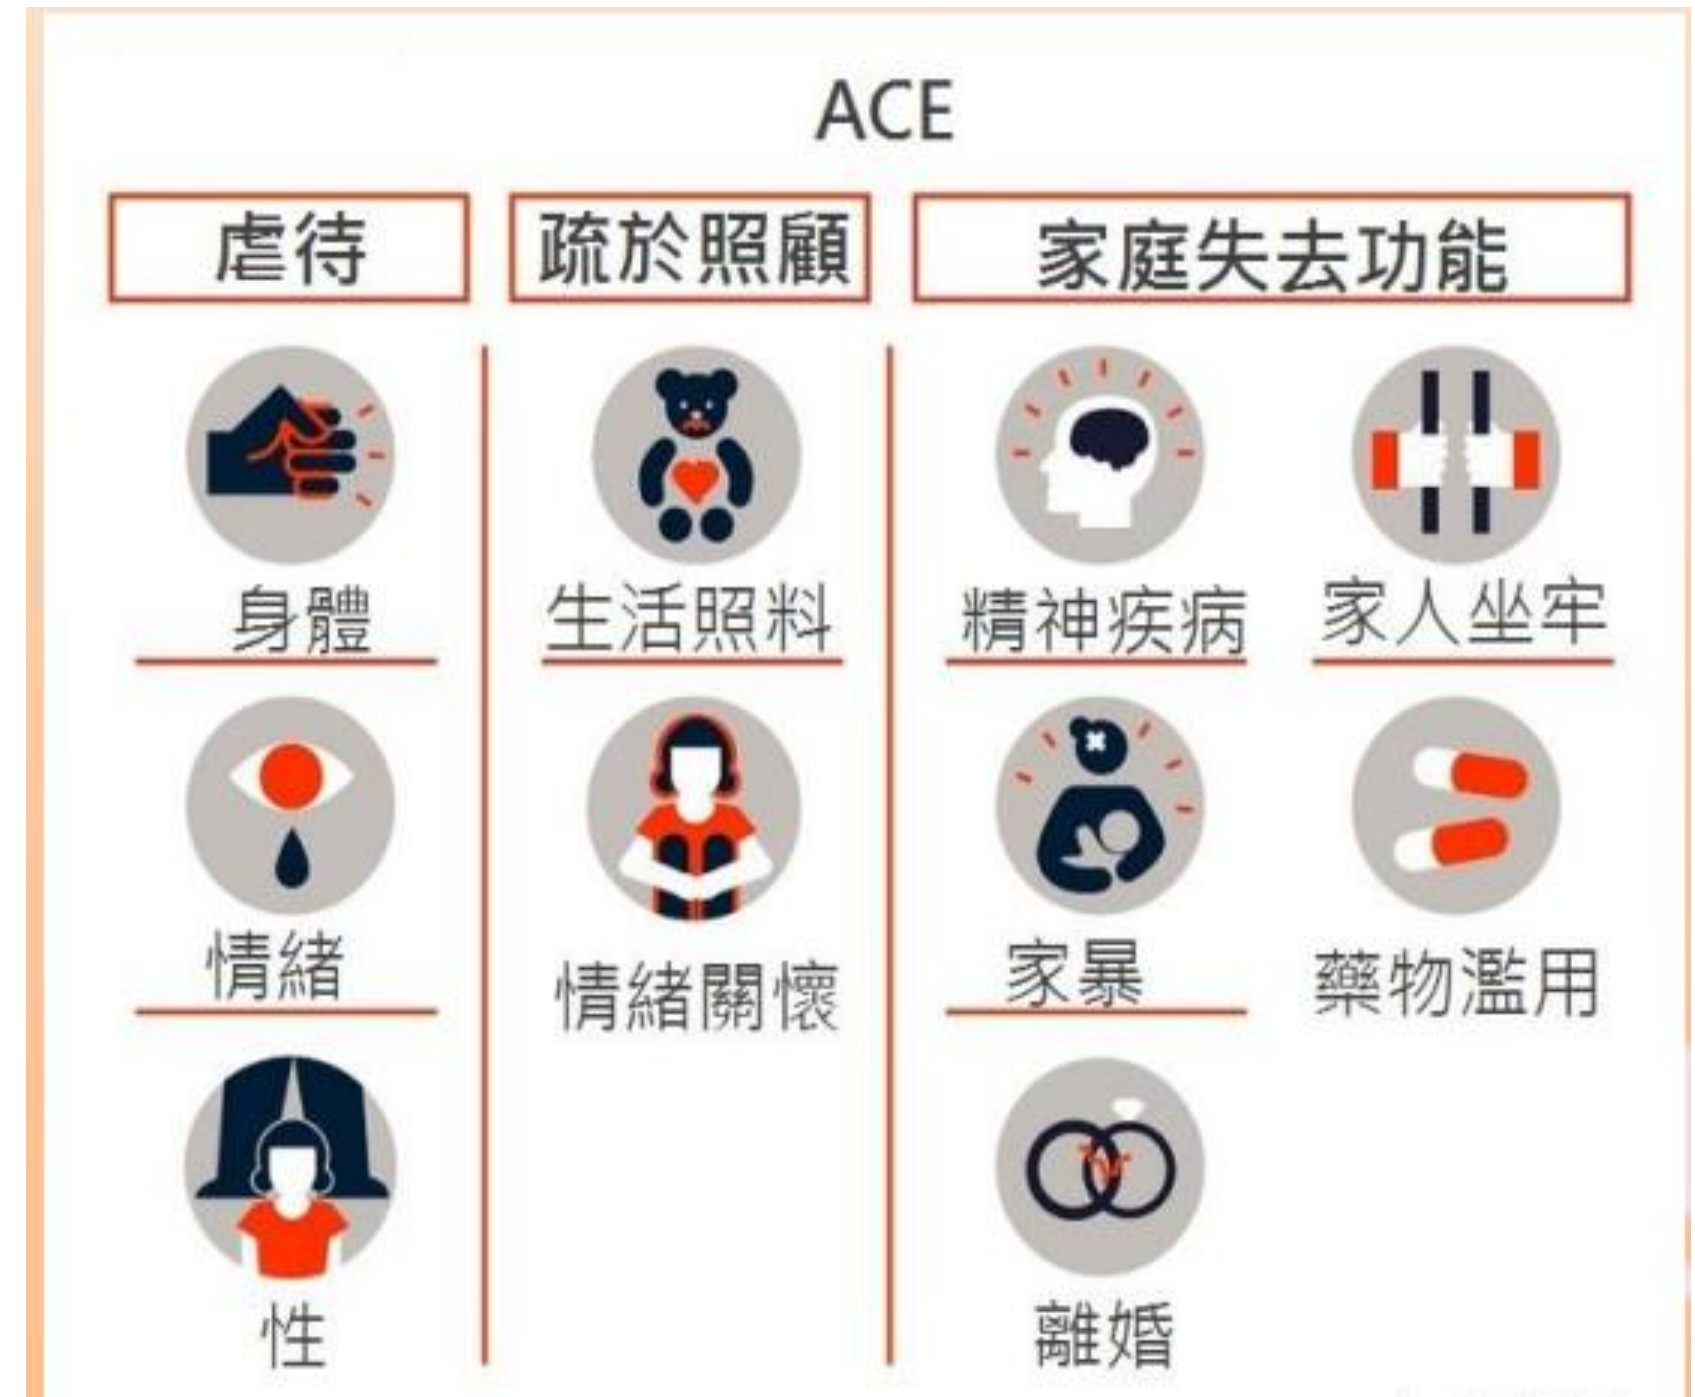 ACE
虐待
疏於照顧
家庭失去功能
身體
生活照料
精神疾病
家人坐牢
情緒
情緒關懷
家暴
藥物濫用
性
離婚